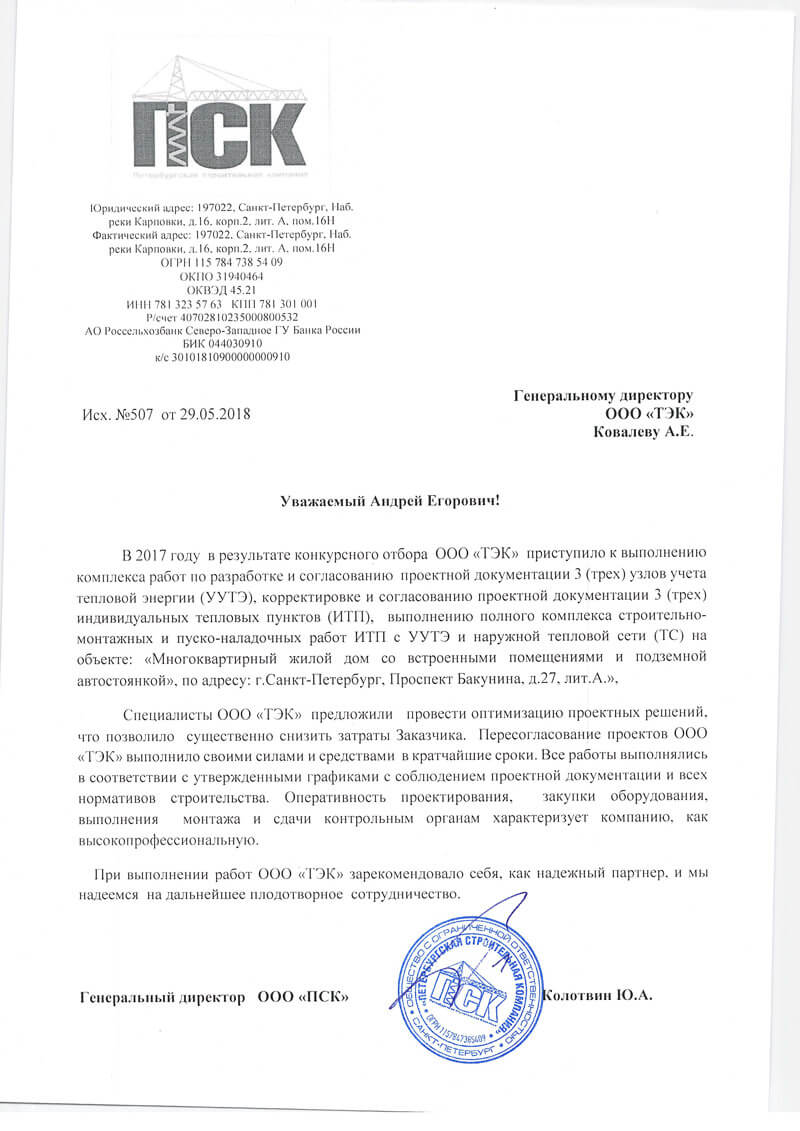 ПСК
Петербургская строительная компания
Юридический адрес: 197022, Санкт-Петербург, Наб.
реки Карповки, д.16, корп.2, лит. А, пом.16Н
Фактический адрес: 197022, Санкт-Петербург, Наб.
реки Карповки, д.16, корп.2, лит. А, пом.16Н
ОГРН 115 784 738 54 09
ОКПО 31940464
ОКВЭД 45.21
ИНН 781 323 57 63 КПП 781 301 001
Р/счет 40702810235000800532
АО Россельхозбанк Северо-Западное ГУ Банка России
БИК 044030910
к/с 30101810900000000910
Генеральному директору
ООО «ТЭК»
Ковалеву А.Е.
Исх. №507 от 29.05.2018
Уважаемый Андрей Егорович!
В 2017 году в результате конкурсного отбора ООО «ТЭК» приступило к выполнению
комплекса работ по разработке и согласованию проектной документации 3 (трех) узлов учета
тепловой энергии (УУТЭ), корректировке и согласованию проектной документации 3 (трех)
индивидуальных тепловых пунктов (ИТП), выполнению полного комплекса строительно-
монтажных и пуско-наладочных работ ИТП с УУТЭ и наружной тепловой сети (ТС) на
объекте: «Многоквартирный жилой дом со встроенными помещениями и подземной
автостоянкой», по адресу: г.Санкт-Петербург, Проспект Бакунина, д.27, лит.А.»,
Специалисты ООО «ТЭК» предложили провести оптимизацию проектных решений,
что позволило существенно снизить затраты Заказчика. Пересогласование проектов ООО
«ТЭК» выполнило своими силами и средствами в кратчайшие сроки. Все работы выполнялись
в соответствии с утвержденными графиками с соблюдением проектной документации и всех
нормативов строительства. Оперативность проектирования, закупки оборудования,
выполнения монтажа и сдачи контрольным органам характеризует компанию, как
высокопрофессиональную.
При выполнении работ ООО «ТЭК» зарекомендовало себя, как надежный партнер, и мы
надеемся на дальнейшее плодотворное сотрудничество.
Генеральный директор ООО «ПСК»
Колотвин Ю.А.
ОБЩЕСТВО С ОГРАНИЧЕННОЙ ОТВЕТСТВЕННОСТЬЮ
САНКТ-ПЕТЕРБУРГ
«ПЕТЕРБУРГСКАЯ СТРОИТЕЛЬНАЯ КОМПАНИЯ»
ОГРН 1157847385409
ПСК